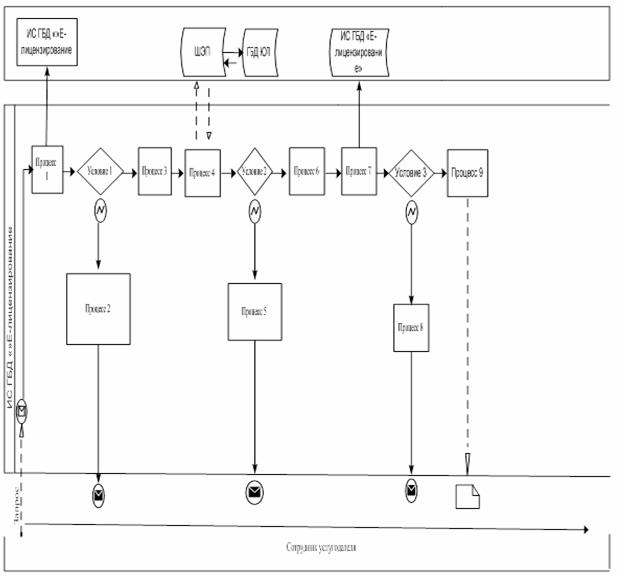 ИС ГБД «»Е-
лицензирование
ШЭП
ГБД ЮЛ
ИС ГБД «Е-
лицензировани
е»
Процесс
1
Условие 1
Процесс 3
Процесс 4
Условие 2
Процесс 6
Процесс 7
Условие 3
Процесс 9
Процесс 2
Процесс 5
Процесс 8
ИС ГБД «»Е-лицензирование
Запрос
Сотрудник услугодателя